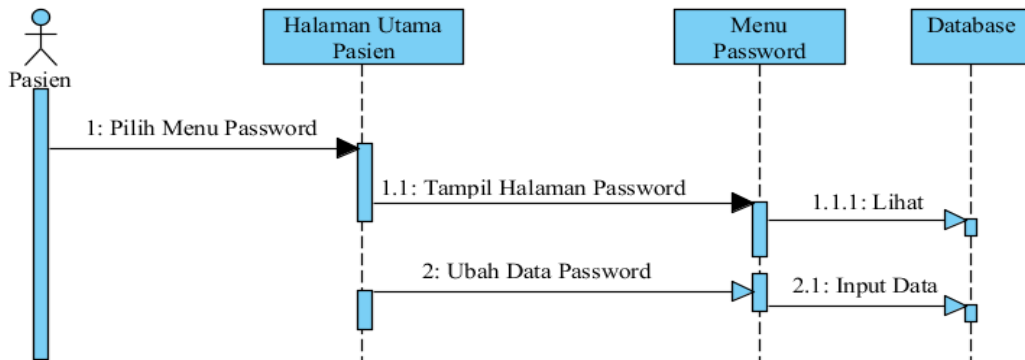 Pasien
Halaman Utama
Pasien
Menu
Password
Database
1: Pilih Menu Password
1.1: Tampil Halaman Password
1.1.1: Lihat
2: Ubah Data Password
2.1: Input Data